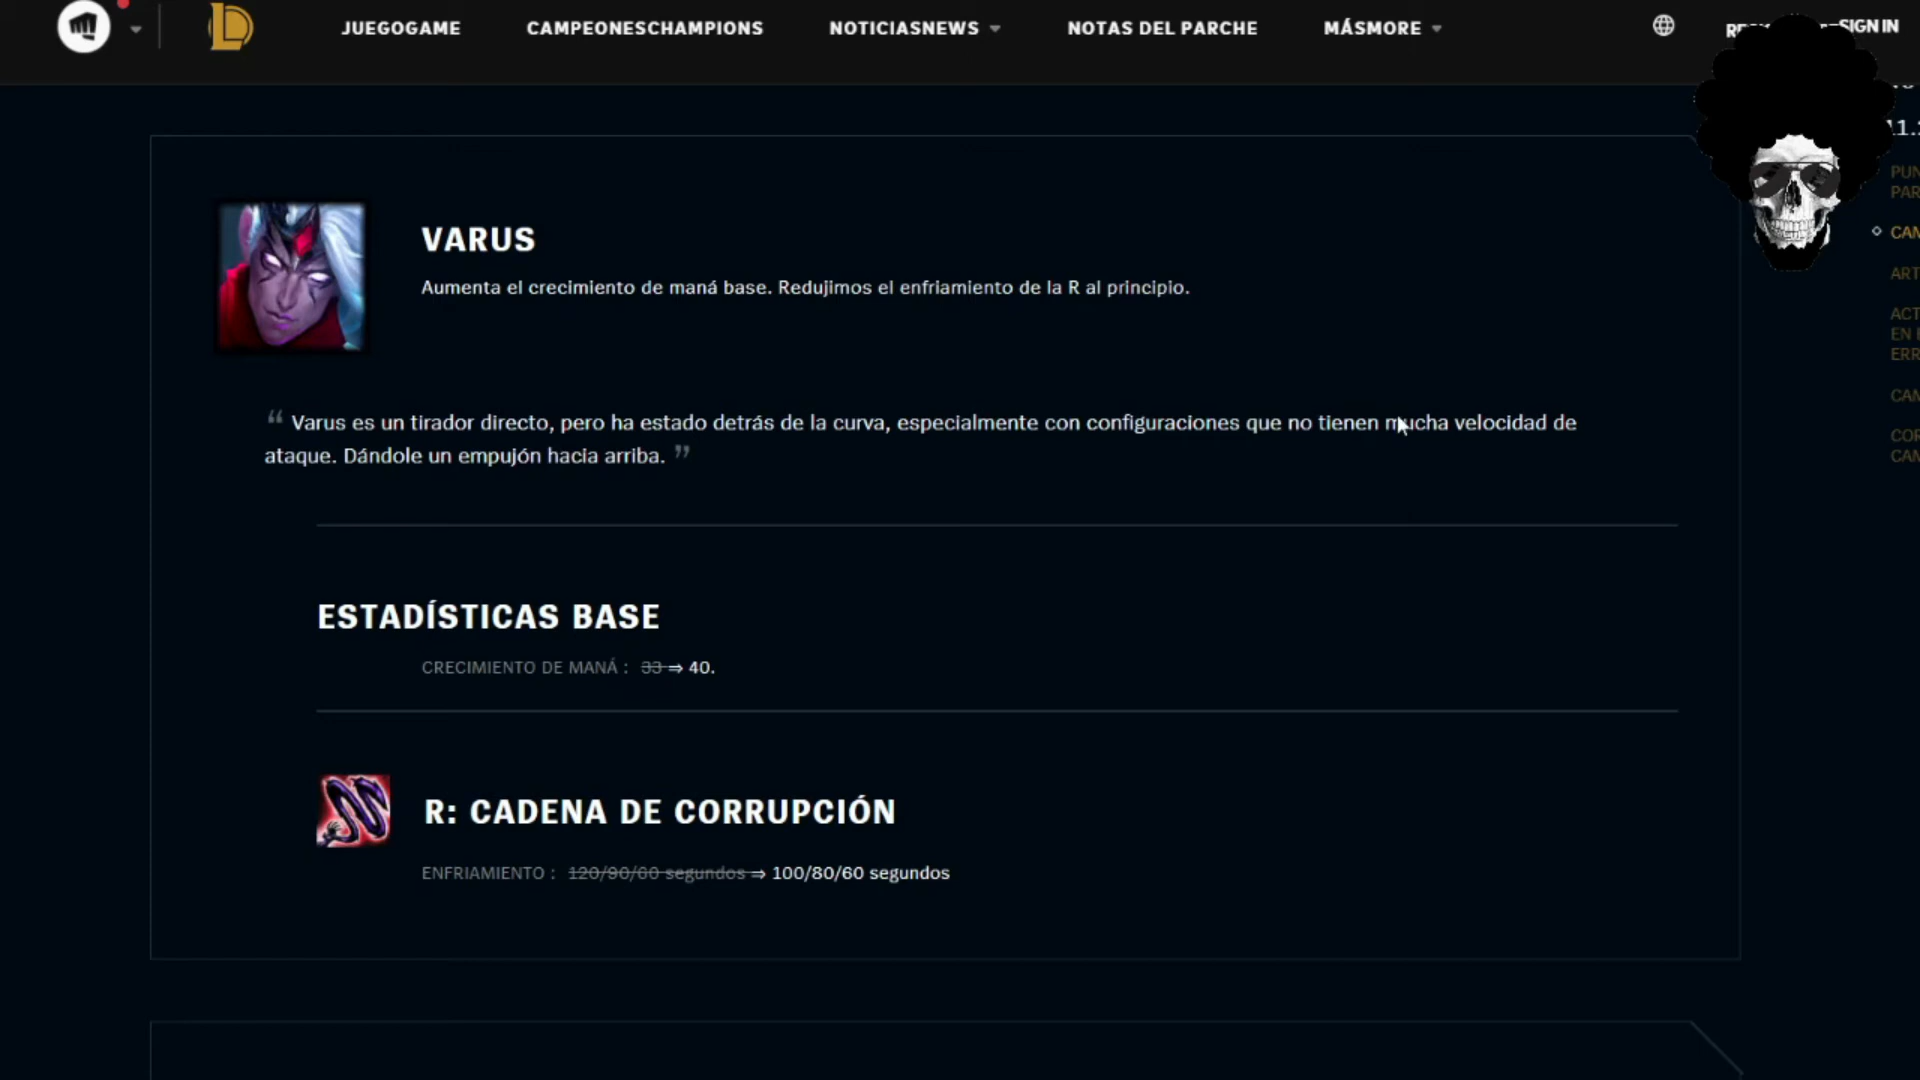 JUEGOGAME CAMPEONESCHAMPIONS NOTICIASNEWS NOTAS DEL PARCHE MÁSMORE SIGN IN
VARUS
Aumenta el crecimiento de maná base. Redujimos el enfriamiento de la R al principio.
“ Varus es un tirador directo, pero ha estado detrás de la curva, especialmente con configuraciones que no tienen mucha velocidad de
ataque. Dándole un empujón hacia arriba. ”
ESTADÍSTICAS BASE
CRECIMIENTO DE MANÁ : 33 ⇒ 40.
R: CADENA DE CORRUPCIÓN
ENFRIAMIENTO : 120/90/60 segundos ⇒ 100/80/60 segundos